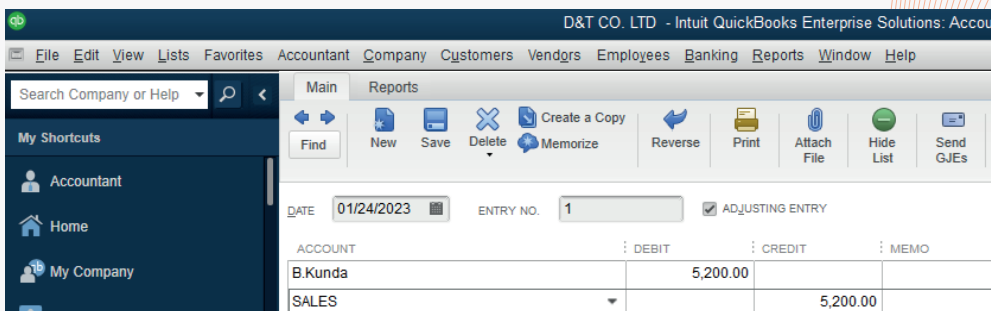 qb
D&T CO. LTD - Intuit QuickBooks Enterprise Solutions: Accou
File Edit View Lists Favorites Accountant Company Customers Vendors Employees Banking Reports Window Help
Search Company or Help
Main Reports
Find New Save Delete Create a Copy Memorize Reverse Print Attach File Hide List Send GJEs
My Shortcuts
Accountant
Home
My Company
DATE 01/24/2023 ENTRY NO. 1 ADJUSTING ENTRY
ACCOUNT DEBIT CREDIT MEMO
B.Kunda 5,200.00
SALES 5,200.00